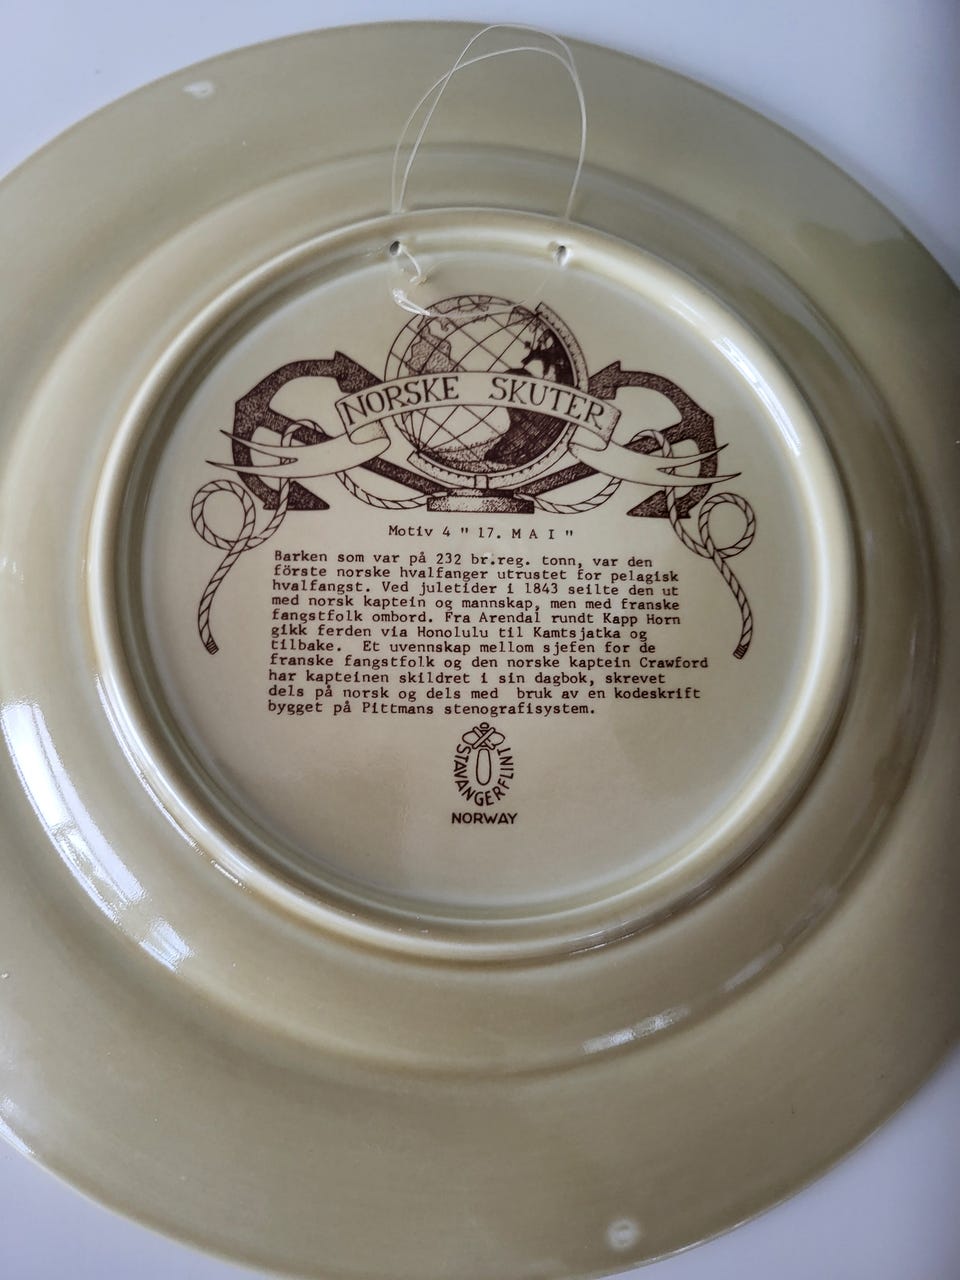 NORSKE SKUTER
Motiv 4 " 17. M A I "
Barken som var på 232 br.reg. tonn, var den
förste norske hvalfanger utrustet for pelagisk
hvalfangst. Ved juletider i 1843 seilte den ut
med norsk kaptein og mannskap, men med franske
fangstfolk ombord. Fra Arendal rundt Kapp Horn
gikk ferden via Honolulu til Kamtsjatka og
tilbake. Et uvennskap mellom sjefen for de
franske fangstfolk og den norske kaptein Crawford
har kapteinen skildret i sin dagbok, skrevet
dels på norsk og dels med bruk av en kodeskrift
bygget på Pittmans stenografisystem.
STAVANGERFLINT
NORWAY